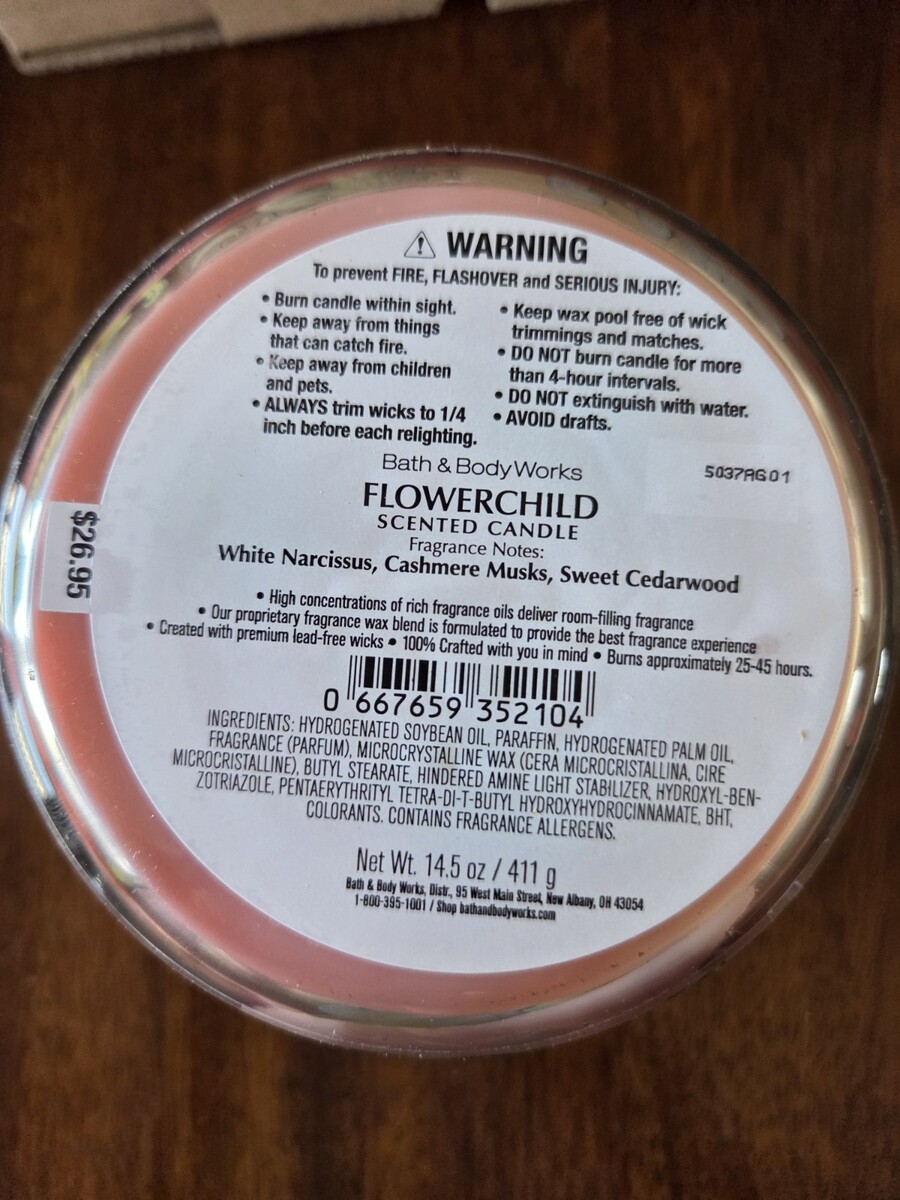 WARNING
To prevent FIRE, FLASHOVER and SERIOUS INJURY:
• Burn candle within sight.
• Keep away from things
that can catch fire.
• Keep away from children
and pets.
• ALWAYS trim wicks to 1/4
inch before each relighting.
• Keep wax pool free of wick
trimmings and matches.
• DO NOT burn candle for more
than 4-hour intervals.
• DO NOT extinguish with water.
• AVOID drafts.
Bath & Body Works
5037AG01
FLOWERCHILD
SCENTED CANDLE
Fragrance Notes:
White Narcissus, Cashmere Musks, Sweet Cedarwood
$26.95
• High concentrations of rich fragrance oils deliver room-filling fragrance
• Our proprietary fragrance wax blend is formulated to provide the best fragrance experience
• Created with premium lead-free wicks • 100% Crafted with you in mind • Burns approximately 25-45 hours.
0 667659 352104
INGREDIENTS: HYDROGENATED SOYBEAN OIL, PARAFFIN, HYDROGENATED PALM OIL,
FRAGRANCE (PARFUM), MICROCRYSTALLINE WAX (CERA MICROCRISTALLINA, CIRE
MICROCRISTALLINE), BUTYL STEARATE, HINDERED AMINE LIGHT STABILIZER, HYDROXYL-BEN-
ZOTRIAZOLE, PENTAERYTHRITYL TETRA-DI-T-BUTYL HYDROXYHYDROCINNAMATE, BHT,
COLORANTS. CONTAINS FRAGRANCE ALLERGENS.
Net Wt. 14.5 oz / 411 g
Bath & Body Works, Distr., 95 West Main Street, New Albany, OH 43054
1-800-395-1001 / Shop bathandbodyworks.com